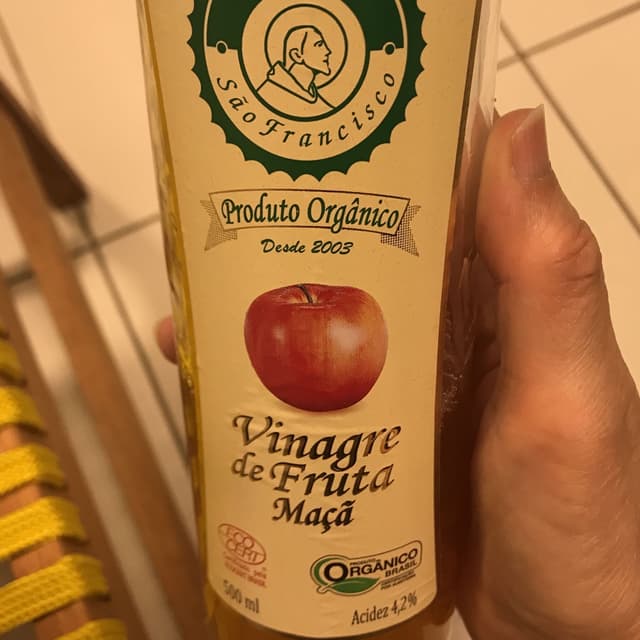 São Francisco
Produto Orgânico
Desde 2003
Vinagre
de Fruta
Maçã
ECO
CERT
PRODUTO
ORGÂNICO
BRASIL
500 ml
Acidez 4,2%